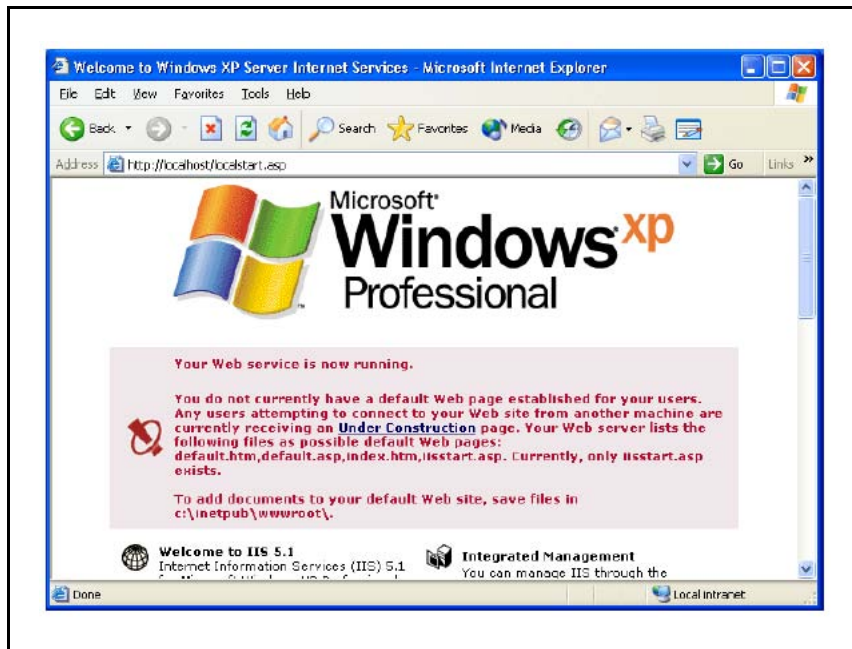 Welcome to Windows XP Server Internet Services - Microsoft Internet Explorer
File Edit View Favorites Tools Help
Back Search Favorites Media
Address http://localhost/localstart.asp Go Links »
Microsoft
Windows xp
Professional
Your Web service is now running.
You do not currently have a default Web page established for your users.
Any users attempting to connect to your Web site from another machine are
currently receiving an Under Construction page. Your Web server lists the
following files as possible default Web pages:
default.htm,default.asp,index.htm,iisstart.asp. Currently, only iisstart.asp
exists.
To add documents to your default Web site, save files in
c:\inetpub\wwwroot\.
Welcome to IIS 5.1
Internet Information Services (IIS) 5.1
Integrated Management
You can manage IIS through the
Done Local intranet